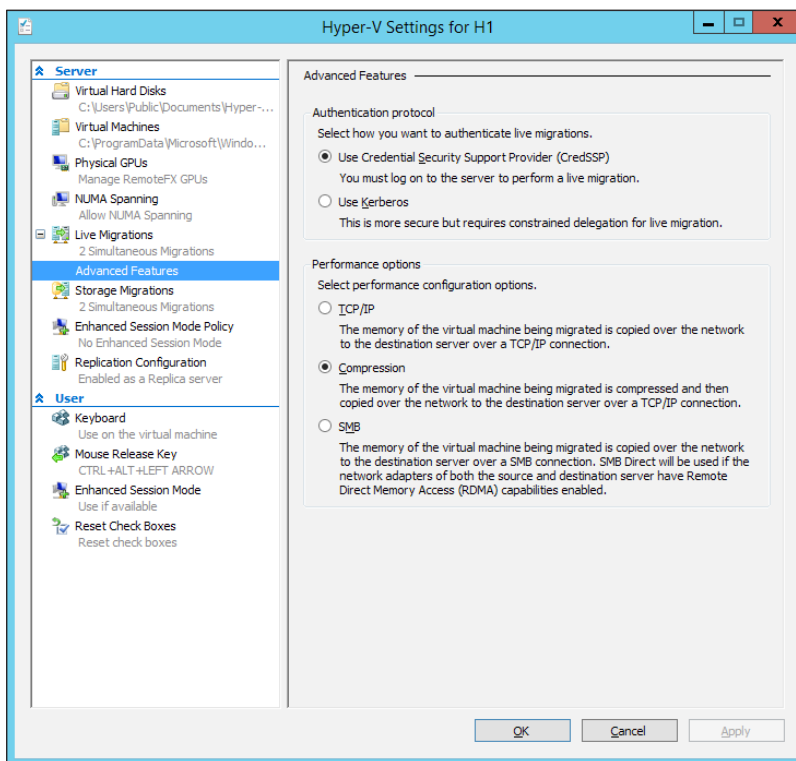 Hyper-V Settings for H1
Server
Virtual Hard Disks
C:\Users\Public\Documents\Hyper-...
Virtual Machines
C:\ProgramData\Microsoft\Windo...
Physical GPUs
Manage RemoteFX GPUs
NUMA Spanning
Allow NUMA Spanning
Live Migrations
2 Simultaneous Migrations
Advanced Features
Storage Migrations
2 Simultaneous Migrations
Enhanced Session Mode Policy
No Enhanced Session Mode
Replication Configuration
Enabled as a Replica server
User
Keyboard
Use on the virtual machine
Mouse Release Key
CTRL+ALT+LEFT ARROW
Enhanced Session Mode
Use if available
Reset Check Boxes
Reset check boxes
Advanced Features
Authentication protocol
Select how you want to authenticate live migrations.
Use Credential Security Support Provider (CredSSP)
You must log on to the server to perform a live migration.
Use Kerberos
This is more secure but requires constrained delegation for live migration.
Performance options
Select performance configuration options.
TCP/IP
The memory of the virtual machine being migrated is copied over the network
to the destination server over a TCP/IP connection.
Compression
The memory of the virtual machine being migrated is compressed and then
copied over the network to the destination server over a TCP/IP connection.
SMB
The memory of the virtual machine being migrated is copied over the network
to the destination server over a SMB connection. SMB Direct will be used if the
network adapters of both the source and destination server have Remote
Direct Memory Access (RDMA) capabilities enabled.
OK
Cancel
Apply